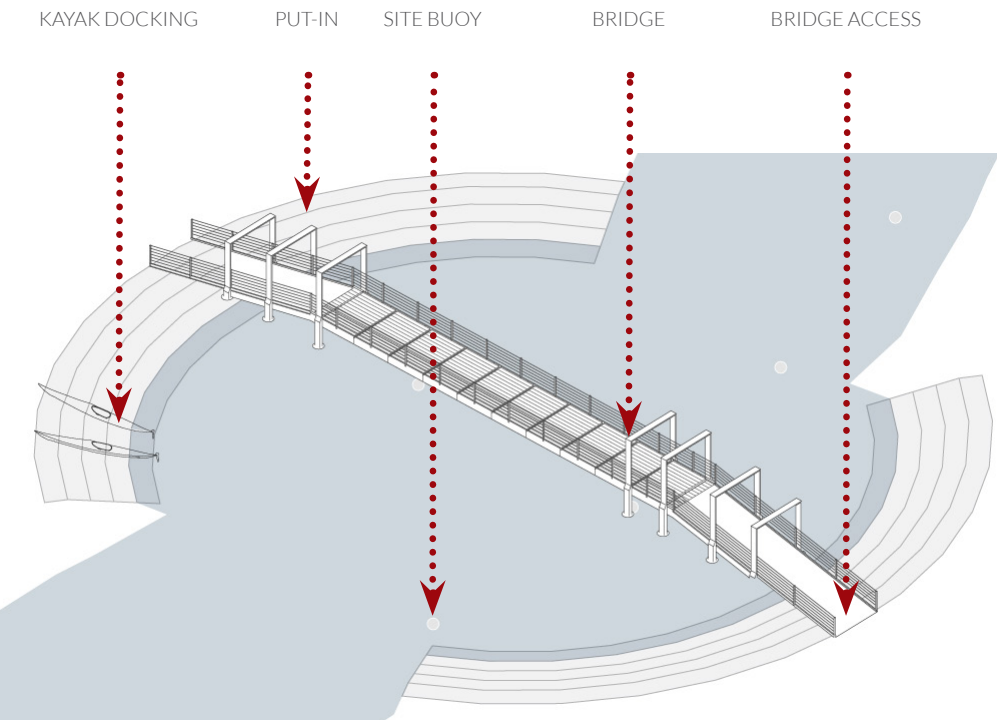 KAYAK DOCKING
PUT-IN
SITE BUOY
BRIDGE
BRIDGE ACCESS